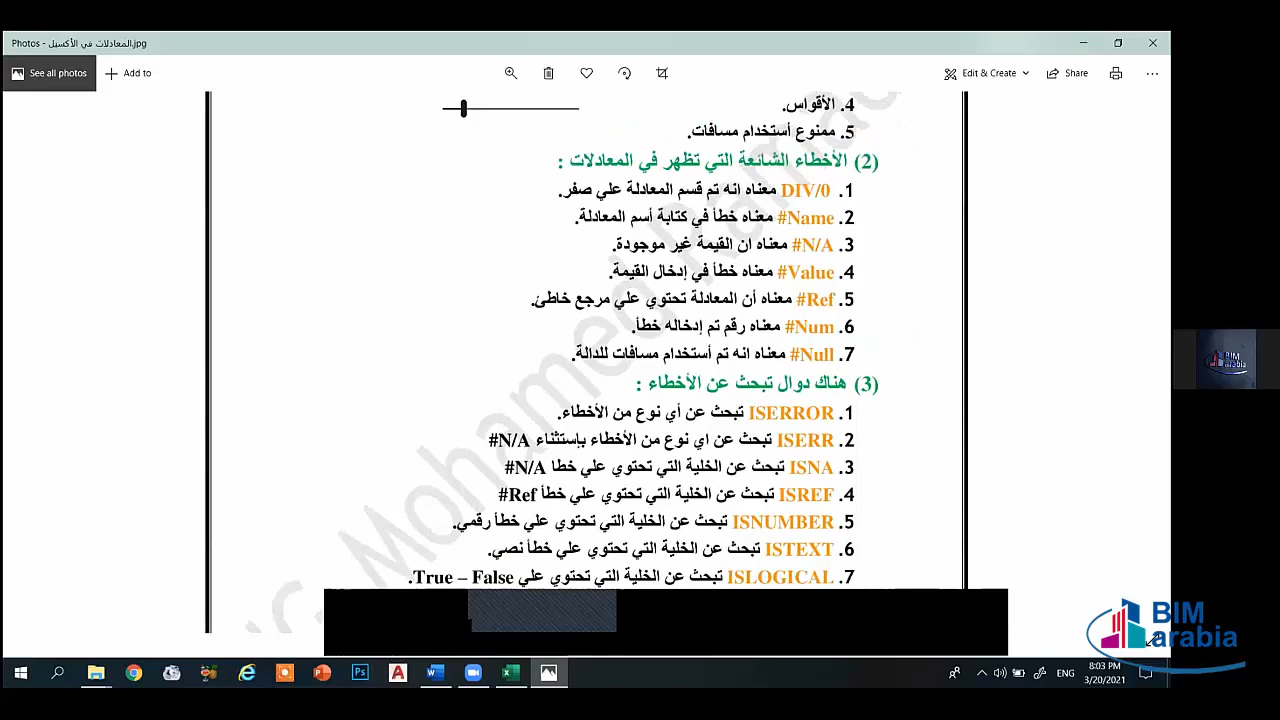 Photos - المعادلات في الأكسيل.jpg
See all photos
Add to
Edit & Create
Share
4. الأقواس.
5. ممنوع أستخدام مسافات.
(2) الأخطاء الشائعة التي تظهر في المعادلات :
1. DIV/0 معناه انه تم قسم المعادلة علي صفر.
2. #Name معناه خطأ في كتابة أسم المعادلة.
3. #N/A معناه ان القيمة غير موجودة.
4. #Value معناه خطأ في إدخال القيمة.
5. #Ref معناه أن المعادلة تحتوي علي مرجع خاطئ.
6. #Num معناه رقم تم إدخاله خطأ.
7. #Null معناه انه تم أستخدام مسافات للدالة.
(3) هناك دوال تبحث عن الأخطاء :
1. ISERROR تبحث عن أي نوع من الأخطاء.
2. ISERR تبحث عن اي نوع من الأخطاء بإستثناء #N/A
3. ISNA تبحث عن الخلية التي تحتوي علي خطا #N/A
4. ISREF تبحث عن الخلية التي تحتوي علي خطأ #Ref
5. ISNUMBER تبحث عن الخلية التي تحتوي علي خطأ رقمي.
6. ISTEXT تبحث عن الخلية التي تحتوي علي خطأ نصي.
7. ISLOGICAL تبحث عن الخلية التي تحتوي علي True – False.
Mohamed
BIM
arabia
BIM
arabia
ENG
8:03 PM
3/20/2021